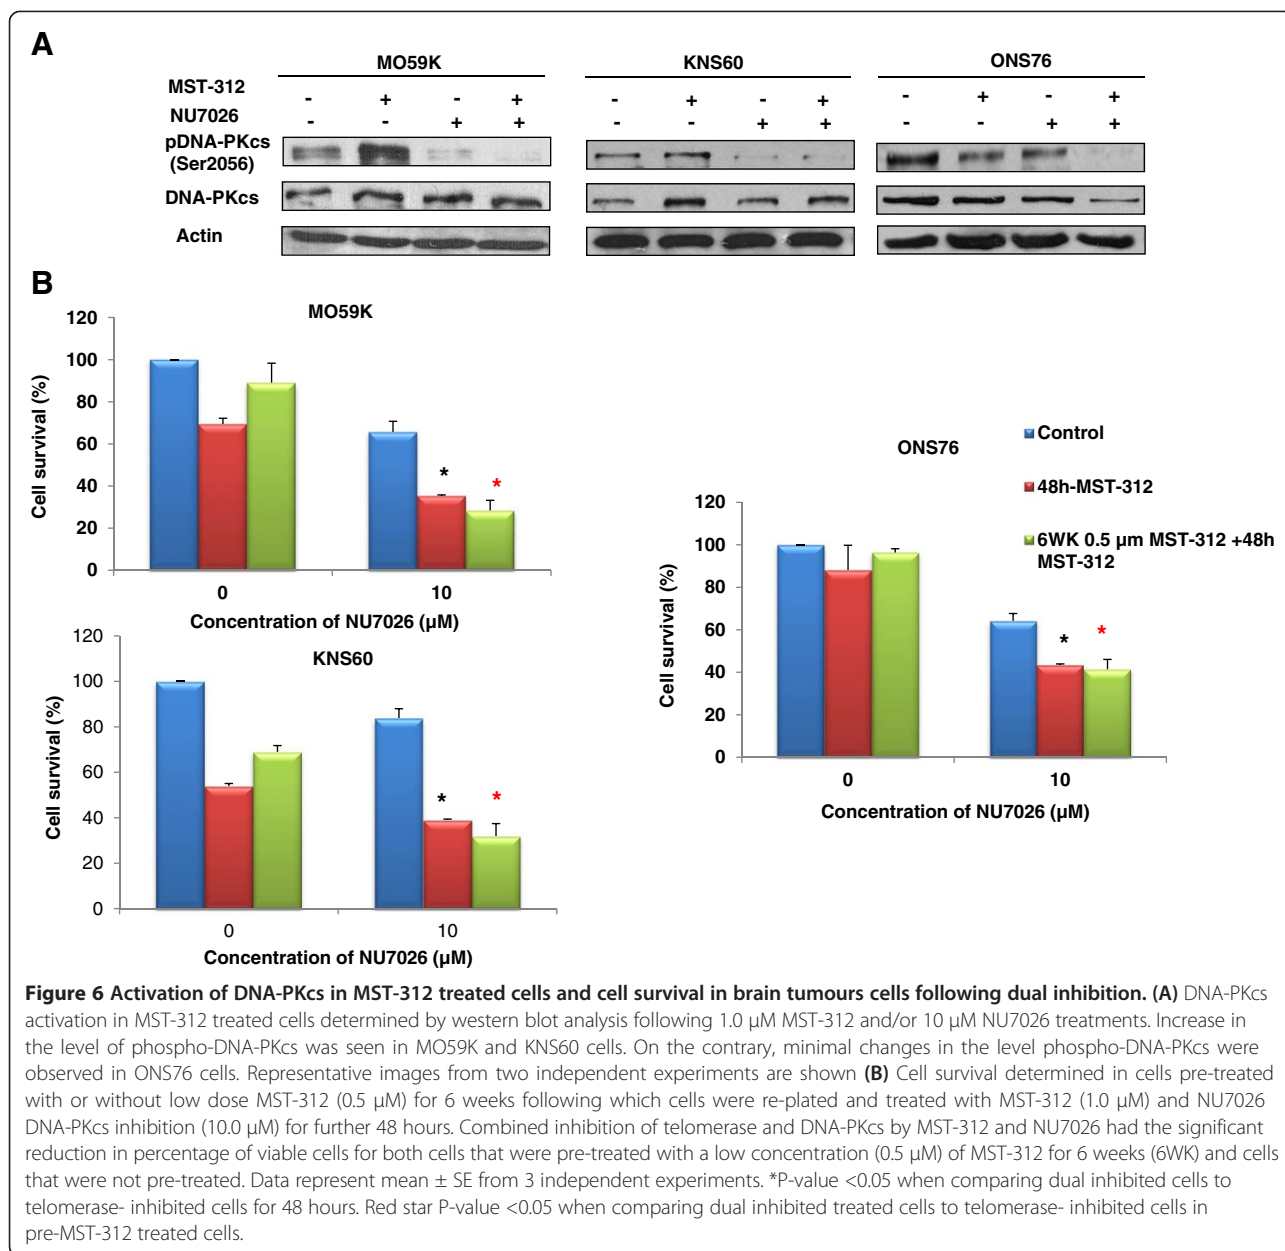 A
MO59K KNS60 ONS76
MST-312 - + - + - + - + - + - +
NU7026 - - + + - - + + - - + +
pDNA-PKcs
(Ser2056)
DNA-PKcs
Actin
B
MO59K
120
100
80
60
40
20
0
Cell survival (%)
* *
0 10
Concentration of NU7026 (µM)
KNS60
120
100
80
60
40
20
0
Cell survival (%)
* *
0 10
Concentration of NU7026 (µM)
ONS76
120
100
80
60
40
20
0
Cell survival (%)
* *
0 10
Concentration of NU7026 (µM)
Control
48h-MST-312
6WK 0.5 µm MST-312 +48h
MST-312
Figure 6 Activation of DNA-PKcs in MST-312 treated cells and cell survival in brain tumours cells following dual inhibition. (A) DNA-PKcs
activation in MST-312 treated cells determined by western blot analysis following 1.0 µM MST-312 and/or 10 µM NU7026 treatments. Increase in
the level of phospho-DNA-PKcs was seen in MO59K and KNS60 cells. On the contrary, minimal changes in the level phospho-DNA-PKcs were
observed in ONS76 cells. Representative images from two independent experiments are shown (B) Cell survival determined in cells pre-treated
with or without low dose MST-312 (0.5 µM) for 6 weeks following which cells were re-plated and treated with MST-312 (1.0 µM) and NU7026
DNA-PKcs inhibition (10.0 µM) for further 48 hours. Combined inhibition of telomerase and DNA-PKcs by MST-312 and NU7026 had the significant
reduction in percentage of viable cells for both cells that were pre-treated with a low concentration (0.5 µM) of MST-312 for 6 weeks (6WK) and cells
that were not pre-treated. Data represent mean ± SE from 3 independent experiments. *P-value <0.05 when comparing dual inhibited cells to
telomerase- inhibited cells for 48 hours. Red star P-value <0.05 when comparing dual inhibited treated cells to telomerase- inhibited cells in
pre-MST-312 treated cells.